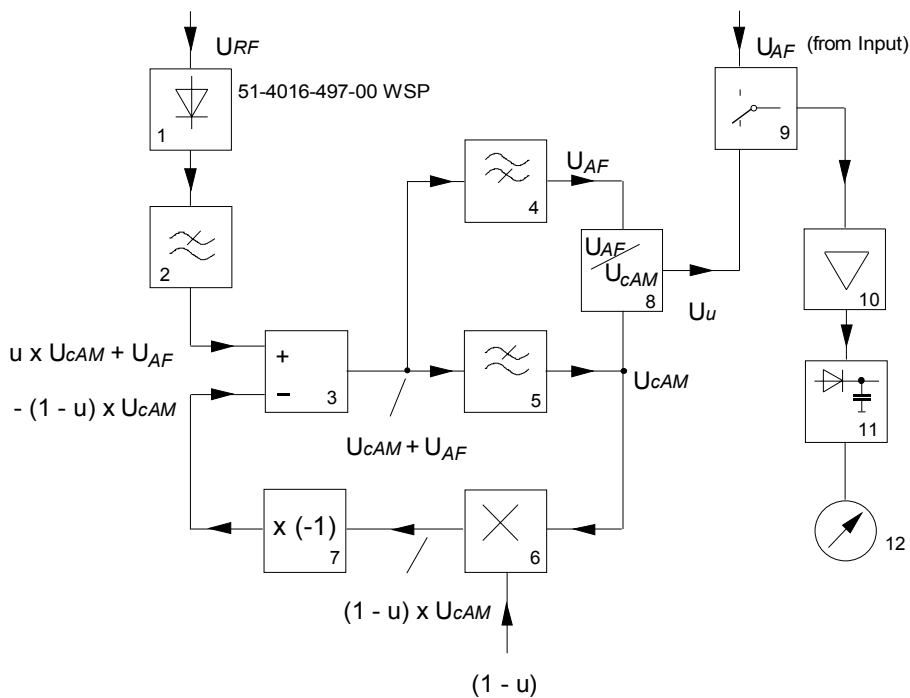 URF
UAF (from Input)
51-4016-497-00 WSP
1
9
UAF
4
2
UAF
UcAM
8
10
Uu
u x UcAM + UAF
+
- (1 - u) x UcAM
–
3
5
UcAM
11
UcAM + UAF
x (-1)
7
6
12
(1 - u) x UcAM
(1 - u)